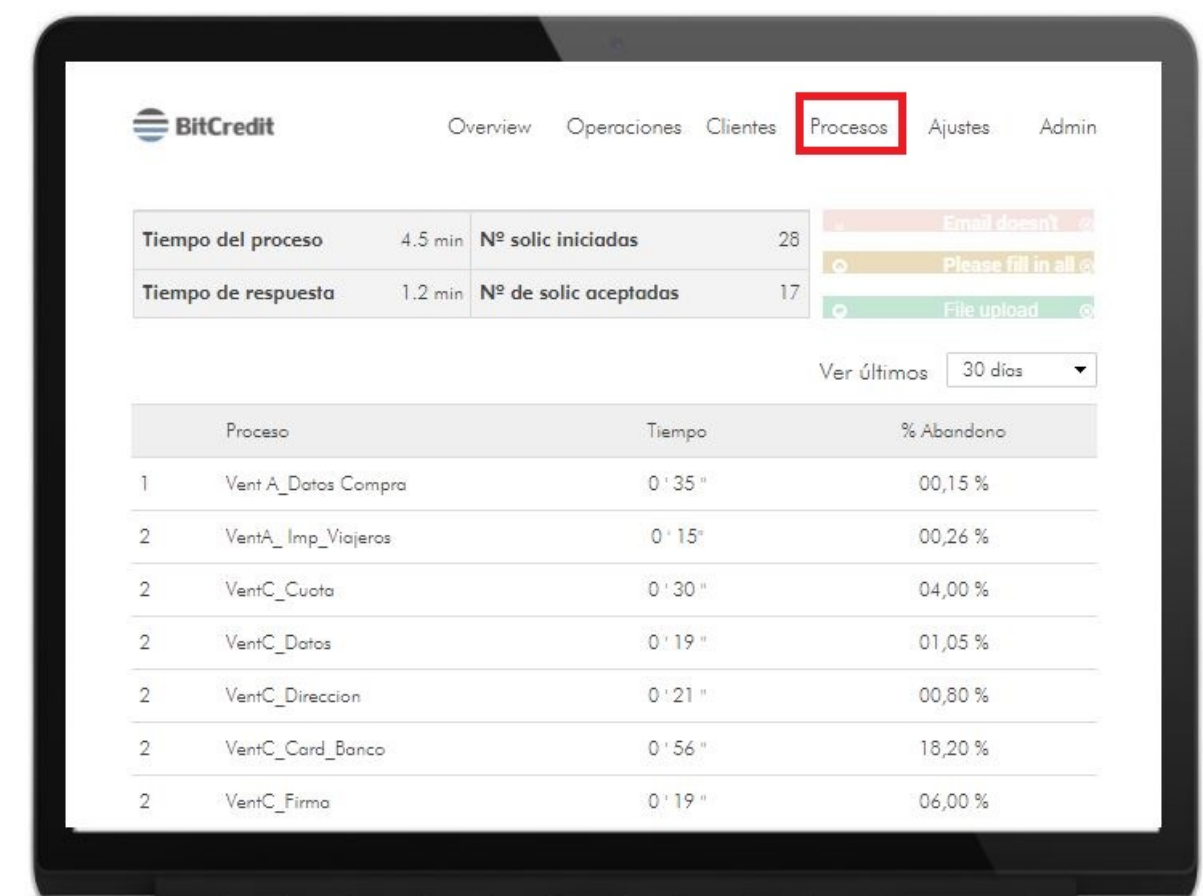 BitCredit Overview Operaciones Clientes Procesos Ajustes Admin
Tiempo del proceso 4.5 min Nº solic iniciadas 28
Tiempo de respuesta 1.2 min Nº de solic aceptadas 17
Email doesn't
Please fill in all
File upload
Ver últimos 30 días
Proceso Tiempo % Abandono
1 Vent A_Datos Compra 0 ' 35 " 00,15 %
2 VentA_ Imp_Viajeros 0 ' 15" 00,26 %
2 VentC_Cuota 0 ' 30 " 04,00 %
2 VentC_Datos 0 ' 19 " 01,05 %
2 VentC_Direccion 0 ' 21 " 00,80 %
2 VentC_Card_Banco 0 ' 56 " 18,20 %
2 VentC_Firma 0 ' 19 " 06,00 %